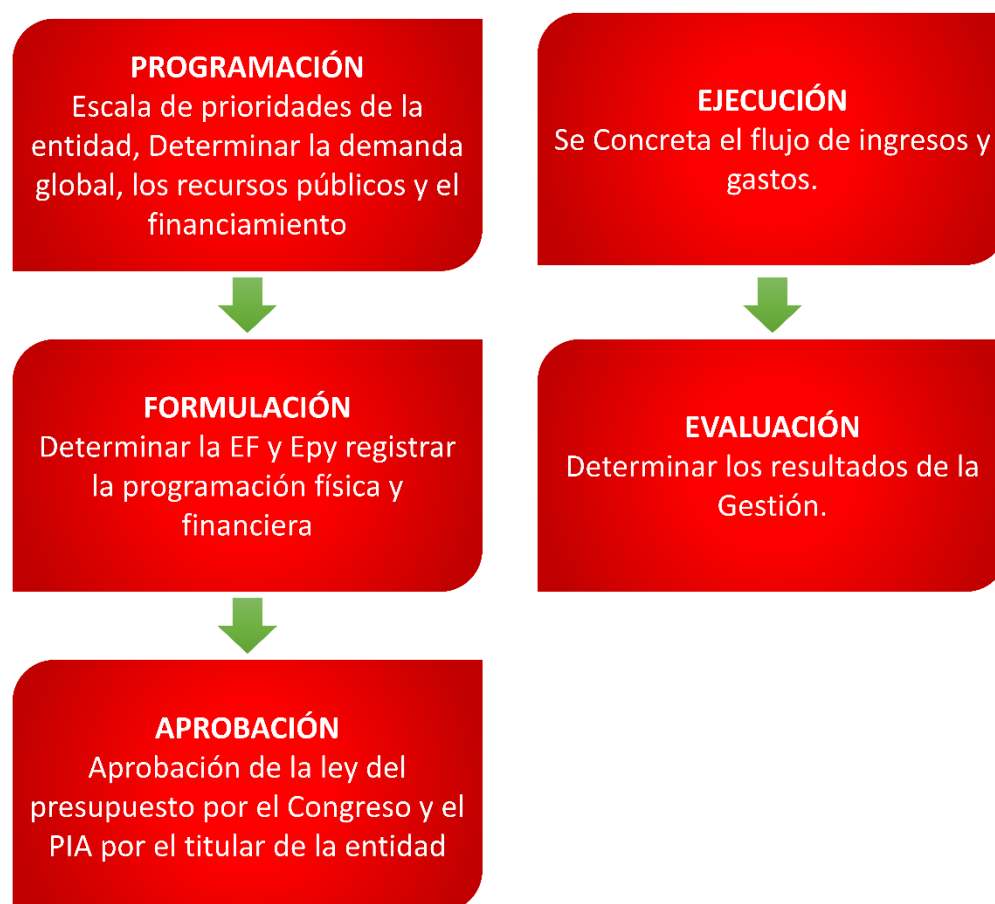 PROGRAMACIÓN
Escala de prioridades de la
entidad, Determinar la demanda
global, los recursos públicos y el
financiamiento
FORMULACIÓN
Determinar la EF y Epy registrar
la programación física y
financiera
APROBACIÓN
Aprobación de la ley del
presupuesto por el Congreso y el
PIA por el titular de la entidad
EJECUCIÓN
Se Concreta el flujo de ingresos y
gastos.
EVALUACIÓN
Determinar los resultados de la
Gestión.